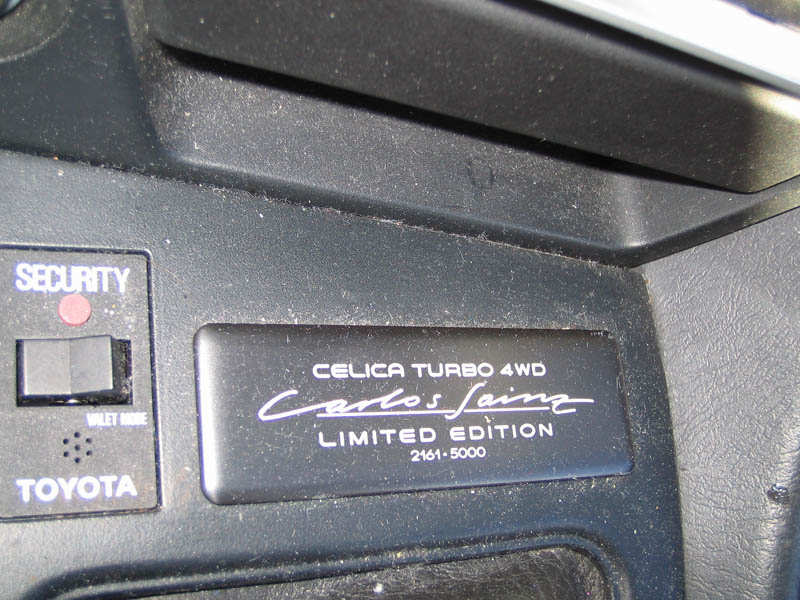 SECURITY
VALET MODE
TOYOTA
CELICA TURBO 4WD
Carlos Sainz
LIMITED EDITION
2161·5000